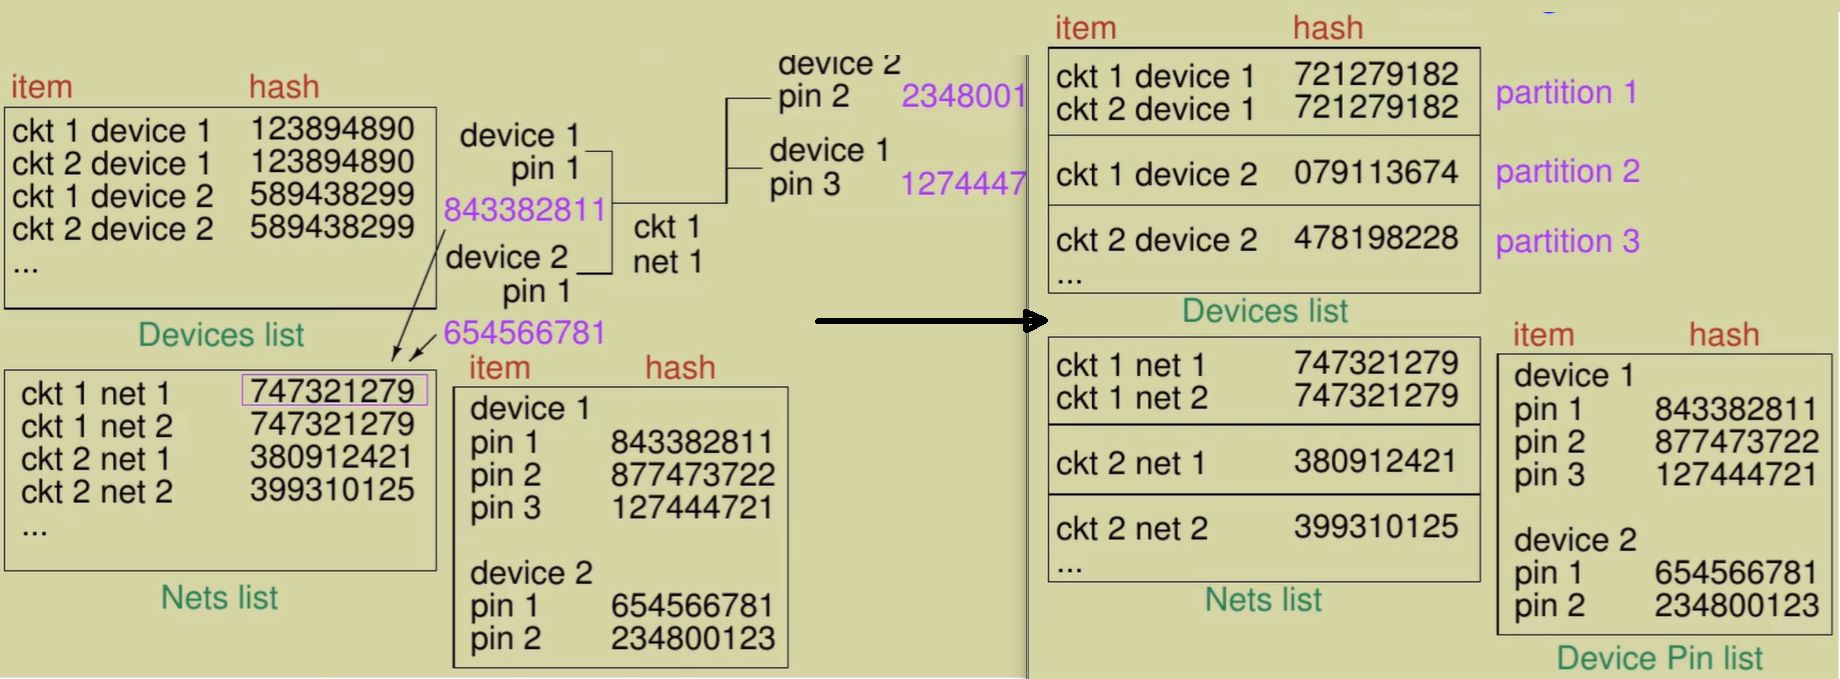 item hash
ckt 1 device 1 123894890
ckt 2 device 1 123894890
ckt 1 device 2 589438299
ckt 2 device 2 589438299
...
Devices list
ckt 1 net 1 747321279
ckt 1 net 2 747321279
ckt 2 net 1 380912421
ckt 2 net 2 399310125
...
Nets list
device 1
pin 1
843382811
device 2
pin 1
654566781
ckt 1
net 1
device 2
pin 2 2348001
device 1
pin 3 1274447
item hash
device 1
pin 1 843382811
pin 2 877473722
pin 3 127444721
device 2
pin 1 654566781
pin 2 234800123
item hash
ckt 1 device 1 721279182
ckt 2 device 1 721279182
partition 1
ckt 1 device 2 079113674
partition 2
ckt 2 device 2 478198228
partition 3
...
Devices list
ckt 1 net 1 747321279
ckt 1 net 2 747321279
ckt 2 net 1 380912421
ckt 2 net 2 399310125
...
Nets list
item hash
device 1
pin 1 843382811
pin 2 877473722
pin 3 127444721
device 2
pin 1 654566781
pin 2 234800123
Device Pin list